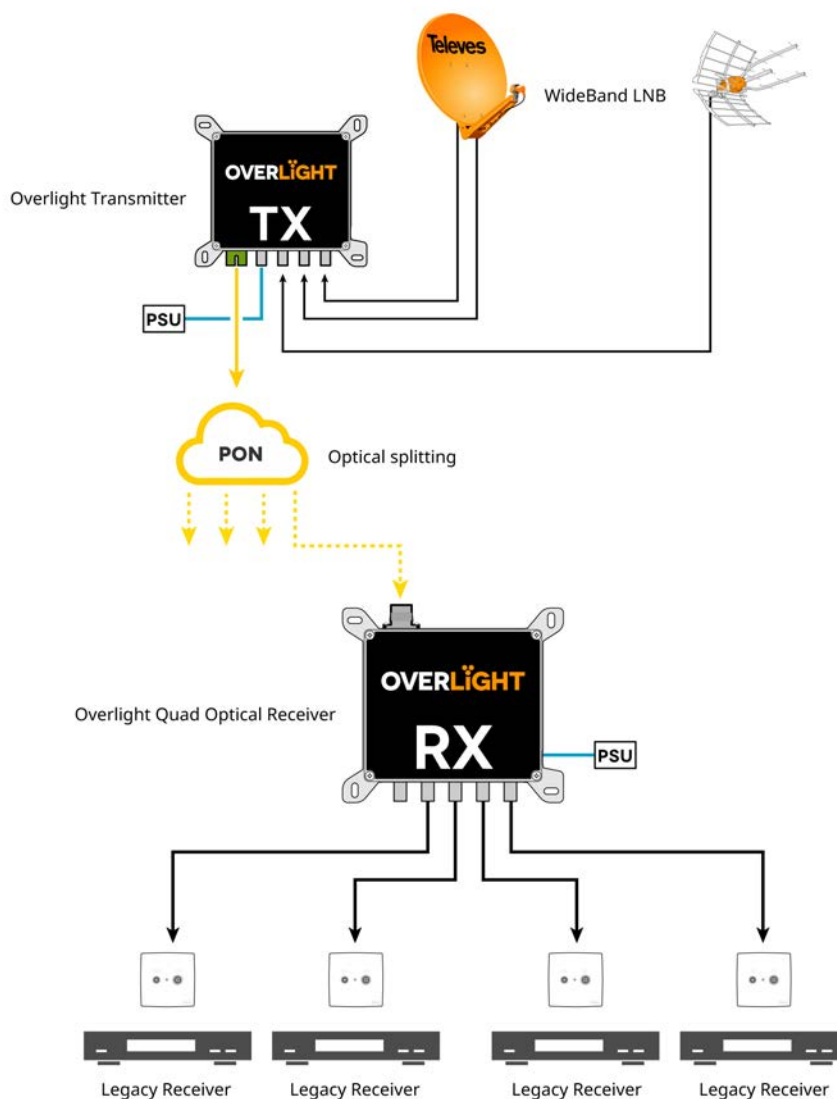 Televes
WideBand LNB
OVERLIGHT
TX
Overlight Transmitter
PSU
PON
Optical splitting
OVERLIGHT
RX
Overlight Quad Optical Receiver
PSU
Legacy Receiver
Legacy Receiver
Legacy Receiver
Legacy Receiver